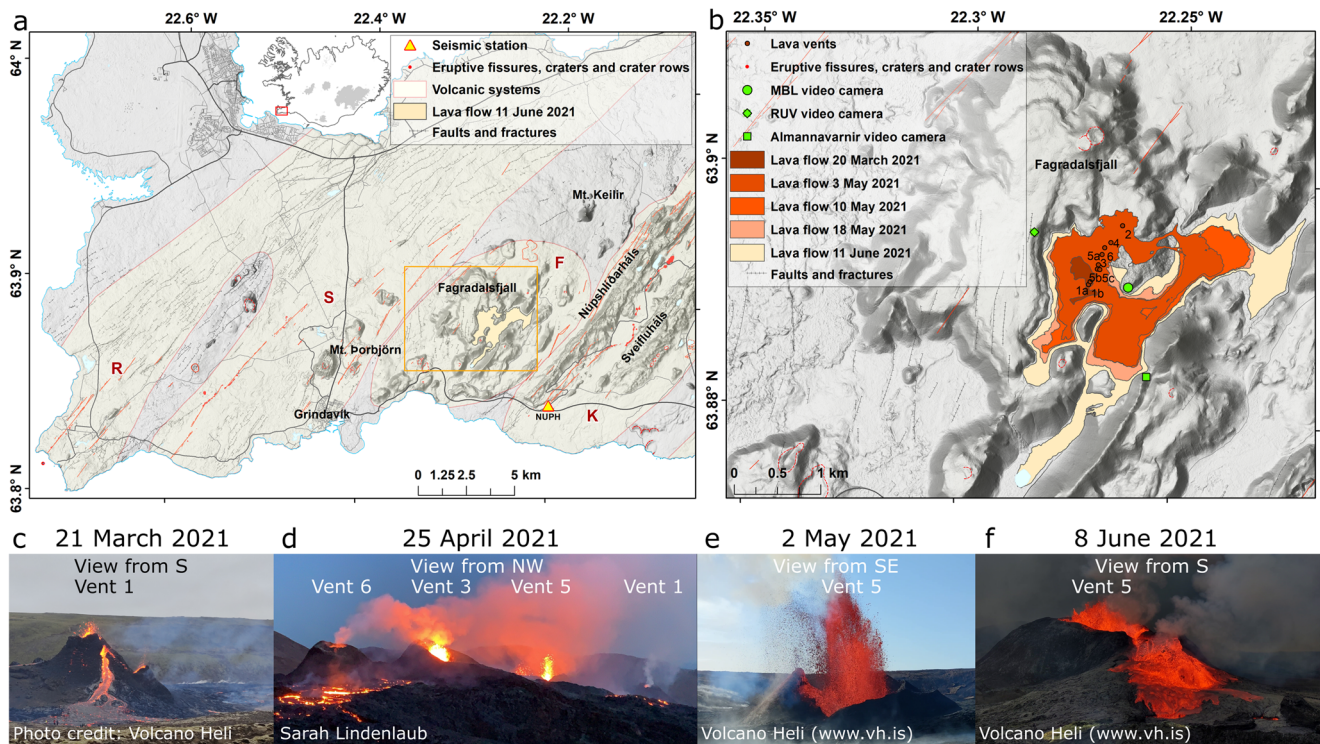 a
22.6° W
22.4° W
22.2° W
64° N
63.9° N
63.8° N
Seismic station
Eruptive fissures, craters and crater rows
Volcanic systems
Lava flow 11 June 2021
Faults and fractures
Mt. Keilir
F
Fagradalsfjall
Núpshlíðarháls
Sveifluháls
S
Mt. Þorbjörn
R
Grindavík
NUPH
K
0 1.25 2.5 5 km
b
22.35° W
22.3° W
22.25° W
63.9° N
63.88° N
Lava vents
Eruptive fissures, craters and crater rows
MBL video camera
RUV video camera
Almannavarnir video camera
Lava flow 20 March 2021
Lava flow 3 May 2021
Lava flow 10 May 2021
Lava flow 18 May 2021
Lava flow 11 June 2021
Faults and fractures
Fagradalsfjall
2
4
5a
6
3
5b
5c
1a
1b
0 0.5 1 km
c 21 March 2021
View from S
Vent 1
Photo credit: Volcano Heli
d 25 April 2021
View from NW
Vent 6 Vent 3 Vent 5 Vent 1
Sarah Lindenlaub
e 2 May 2021
View from SE
Vent 5
Volcano Heli (www.vh.is)
f 8 June 2021
View from S
Vent 5
Volcano Heli (www.vh.is)